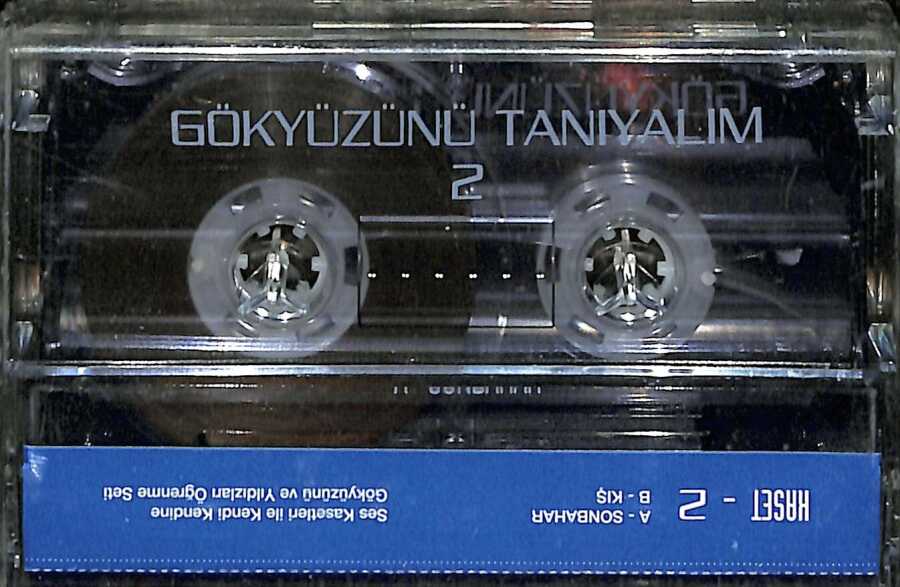 GÖKYÜZÜNÜ TANIYALIM
2
KASET - 2
A - SONBAHAR
B - KIŞ
Ses Kasetleri ile Kendi Kendine
Gökyüzünü ve Yıldızları Öğrenme Seti